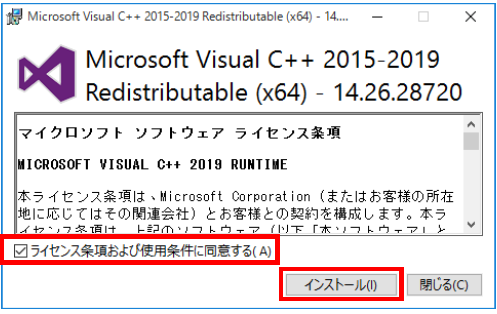 Microsoft Visual C++ 2015-2019 Redistributable (x64) - 14....
Microsoft Visual C++ 2015-2019
Redistributable (x64) - 14.26.28720
マイクロソフト ソフトウェア ライセンス条項
MICROSOFT VISUAL C++ 2019 RUNTIME
本ライセンス条項は、Microsoft Corporation (またはお客様の所在
地に応じてはその関連会社) とお客様との契約を構成します。本ラ
イセンス条項は、上記のソフトウェア (以下「本ソフトウェア」と
ライセンス条項および使用条件に同意する(A)
インストール(I)
閉じる(C)